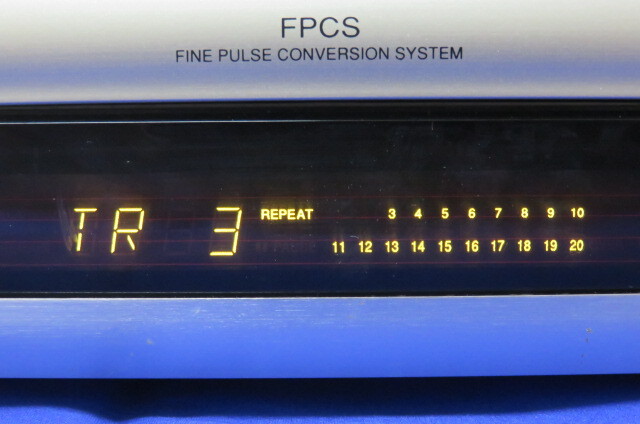 FPCS
FINE PULSE CONVERSION SYSTEM
TR 3 REPEAT 3 4 5 6 7 8 9 10
11 12 13 14 15 16 17 18 19 20